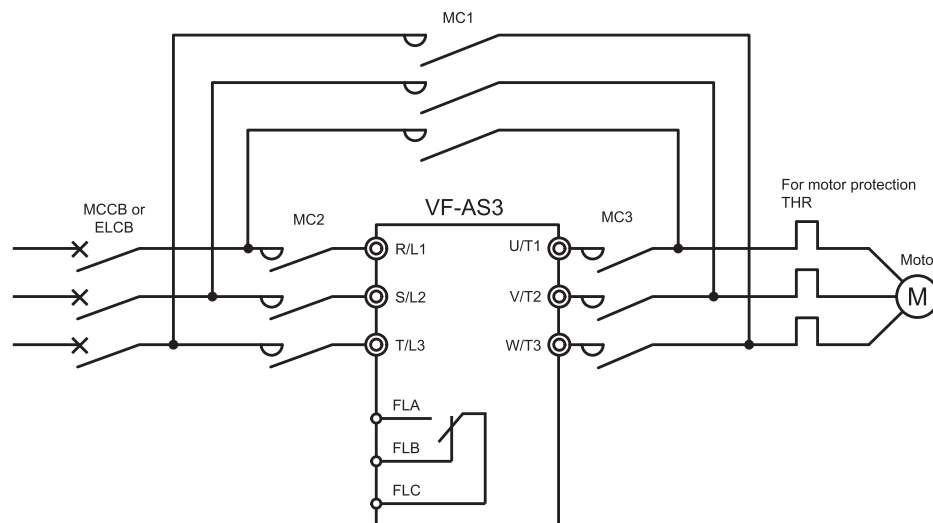 MC1
For motor protection
THR
MCCB or
ELCB
MC2
VF-AS3
MC3
R/L1
U/T1
Moto
S/L2
V/T2
M
T/L3
W/T3
FLA
FLB
FLC